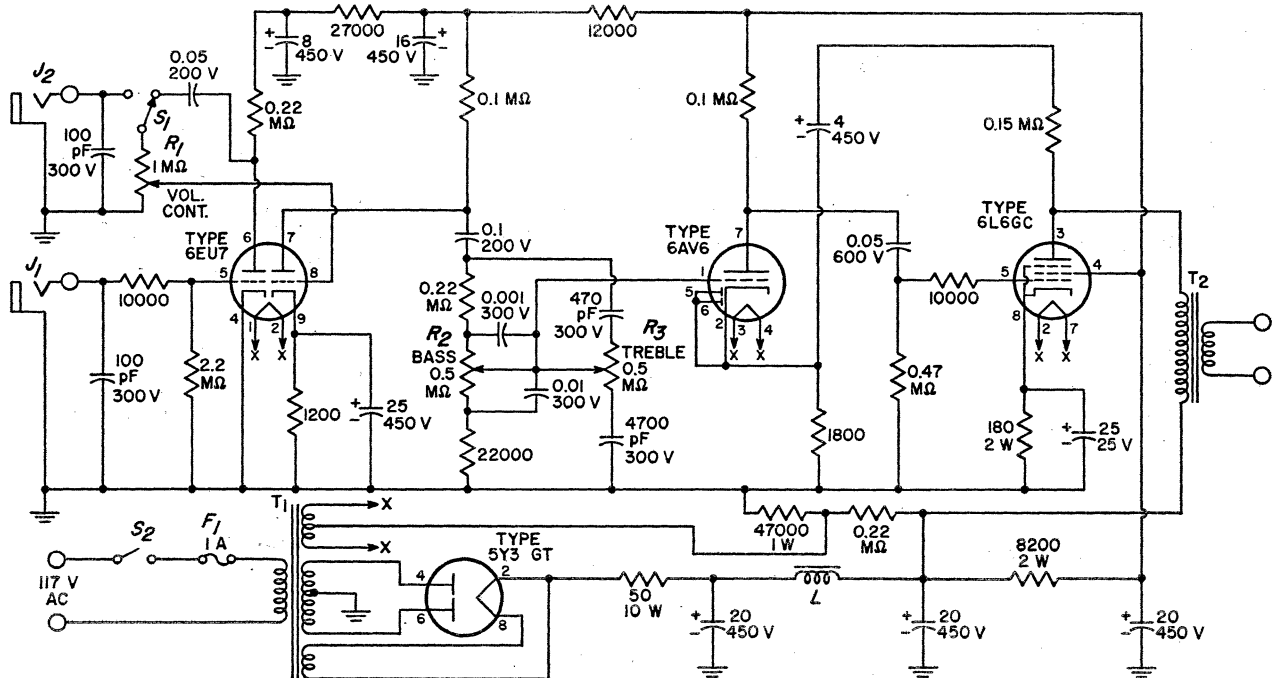 27000
12000
8
450 V
16
450 V
+
-
+
-
J2
0.05
200 V
0.22
MΩ
0.1 MΩ
0.1 MΩ
4
450 V
+
-
0.15 MΩ
100
pF
300 V
S1
R1
1 MΩ
VOL.
CONT.
TYPE
6EU7
6
7
5
8
4
1
2
9
X
X
0.1
200 V
TYPE
6AV6
7
1
5
6
2
3
4
X
X
0.05
600 V
TYPE
6L6GC
3
5
4
8
2
7
X
X
J1
10000
10000
100
pF
300 V
2.2
MΩ
1200
+
-
25
450 V
0.22
MΩ
0.001
300 V
R2
BASS
0.5
MΩ
0.01
300 V
22000
470
pF
300 V
R3
TREBLE
0.5
MΩ
4700
pF
300 V
1800
0.47
MΩ
180
2 W
+
-
25
25 V
T2
T1
X
X
S2
F1
1 A
117 V
AC
TYPE
5Y3 GT
4
6
2
8
47000
1 W
0.22
MΩ
50
10 W
L
8200
2 W
+
-
20
450 V
+
-
20
450 V
+
-
20
450 V